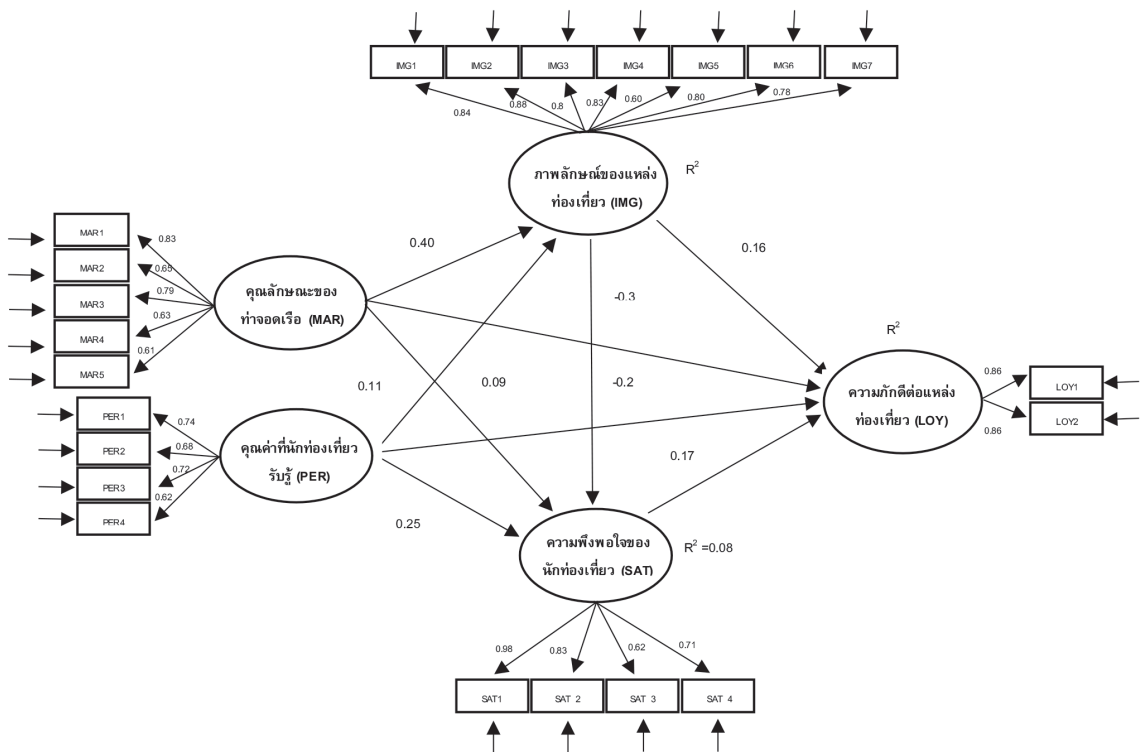 IMG1 IMG2 IMG3 IMG4 IMG5 IMG6 IMG7
0.84 0.88 0.8 0.83 0.60 0.80 0.78
ภาพลักษณ์ของแหล่ง
ท่องเที่ยว (IMG)
R²
MAR1
MAR2
MAR3
MAR4
MAR5
0.83
0.65
0.79
0.63
0.61
คุณลักษณะของ
ท่าจอดเรือ (MAR)
0.40
0.16
-0.3
0.11
0.09
-0.2
R²
ความภักดีต่อแหล่ง
ท่องเที่ยว (LOY)
0.86
0.86
LOY1
LOY2
PER1
PER2
PER3
PER4
0.74
0.68
0.72
0.62
คุณค่าที่นักท่องเที่ยว
รับรู้ (PER)
0.25
0.17
ความพึงพอใจของ
นักท่องเที่ยว (SAT)
R² =0.08
0.98 0.83 0.62 0.71
SAT1 SAT 2 SAT 3 SAT 4